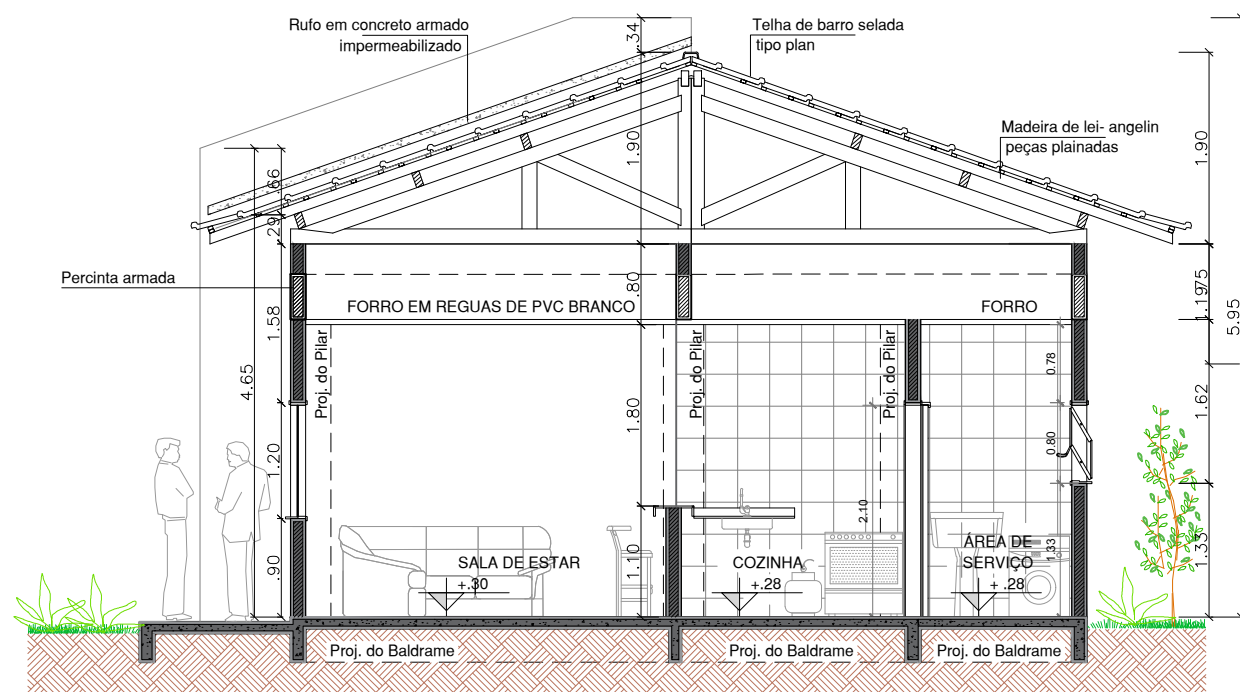 Rufo em concreto armado
impermeabilizado
Telha de barro selada
tipo plan
Madeira de lei- angelin
peças plainadas
Percinta armada
FORRO EM REGUAS DE PVC BRANCO
FORRO
Proj. do Pilar
Proj. do Pilar
Proj. do Pilar
SALA DE ESTAR
+.30
COZINHA
+.28
ÁREA DE
SERVIÇO
+ .28
Proj. do Baldrame
Proj. do Baldrame
Proj. do Baldrame
4.65
.66
.29
1.58
1.20
.90
.34
1.90
.80
1.80
1.10
2.10
0.78
0.80
1.33
1.90
1.1975
1.62
1.33
5.95